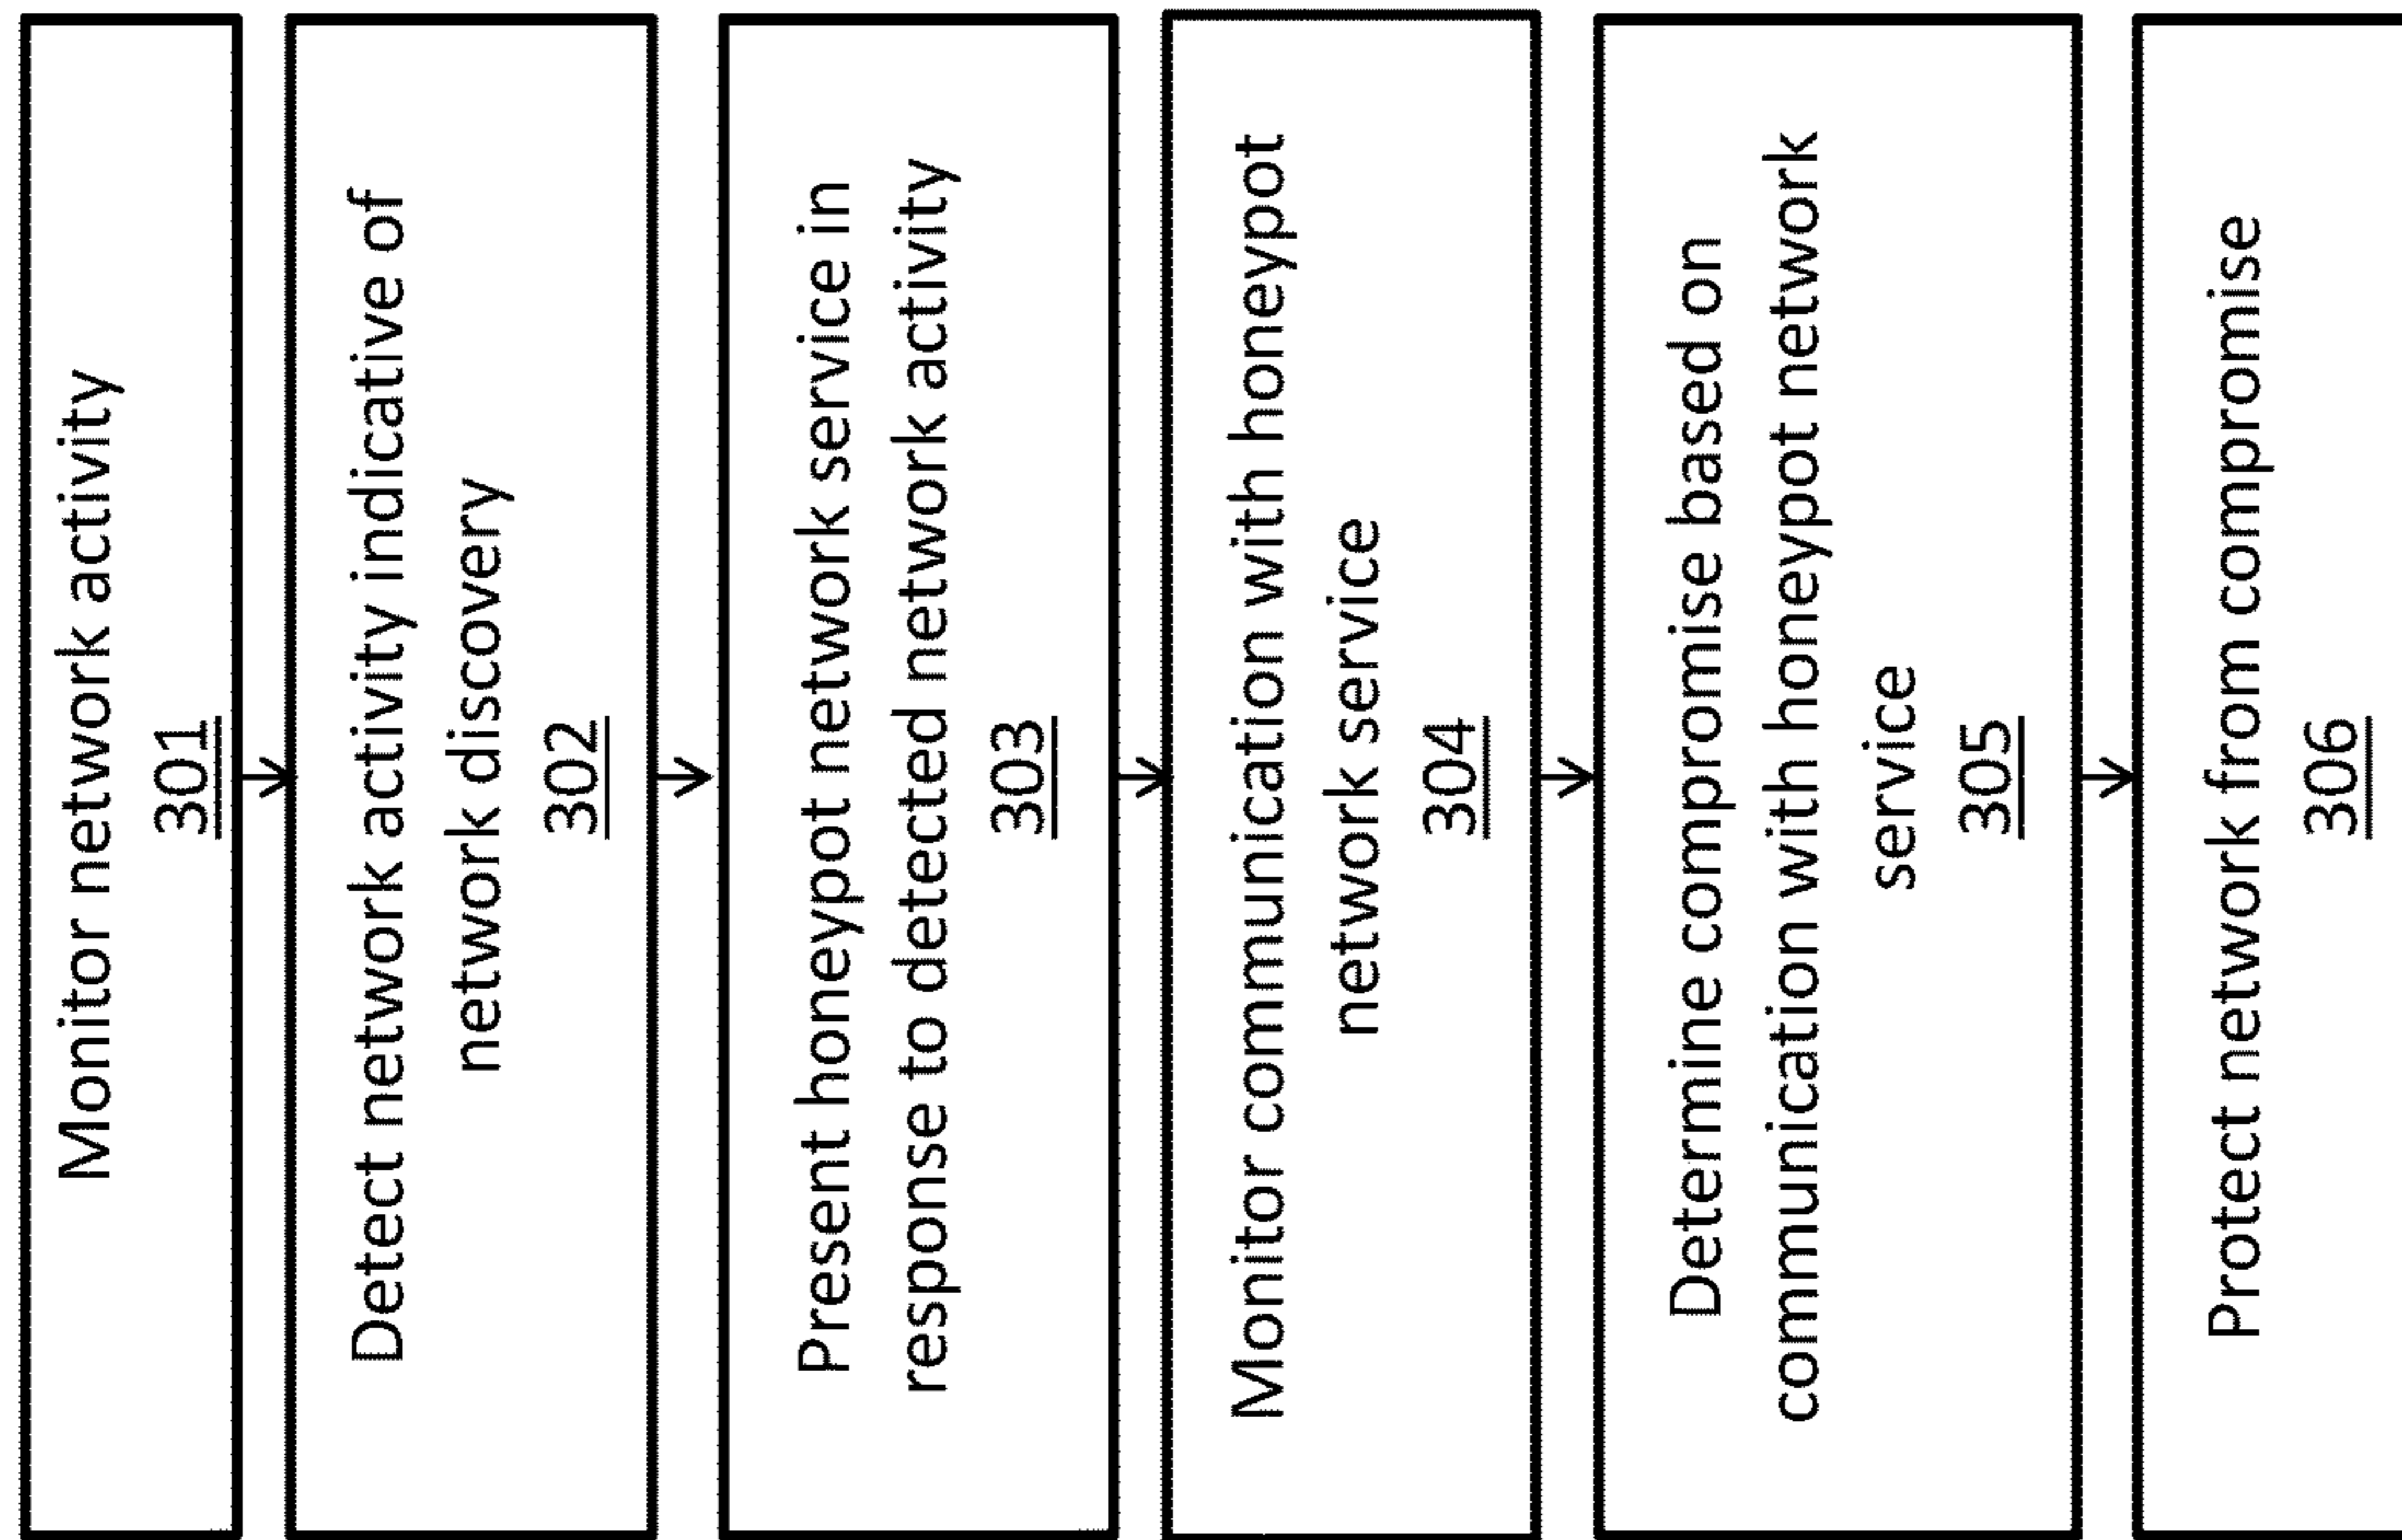 Monitor network activity
301
Detect network activity indicative of
network discovery
302
Present honeypot network service in
response to detected network activity
303
Monitor communication with honeypot
network service
304
Determine compromise based on
communication with honeypot network
service
305
Protect network from compromise
306